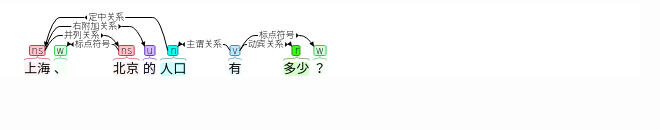 定中关系
右附加关系
并列关系 标点符号
标点符号 主谓关系 动宾关系
ns w ns u n v r w
上海 、 北京 的 人口 有 多少 ？